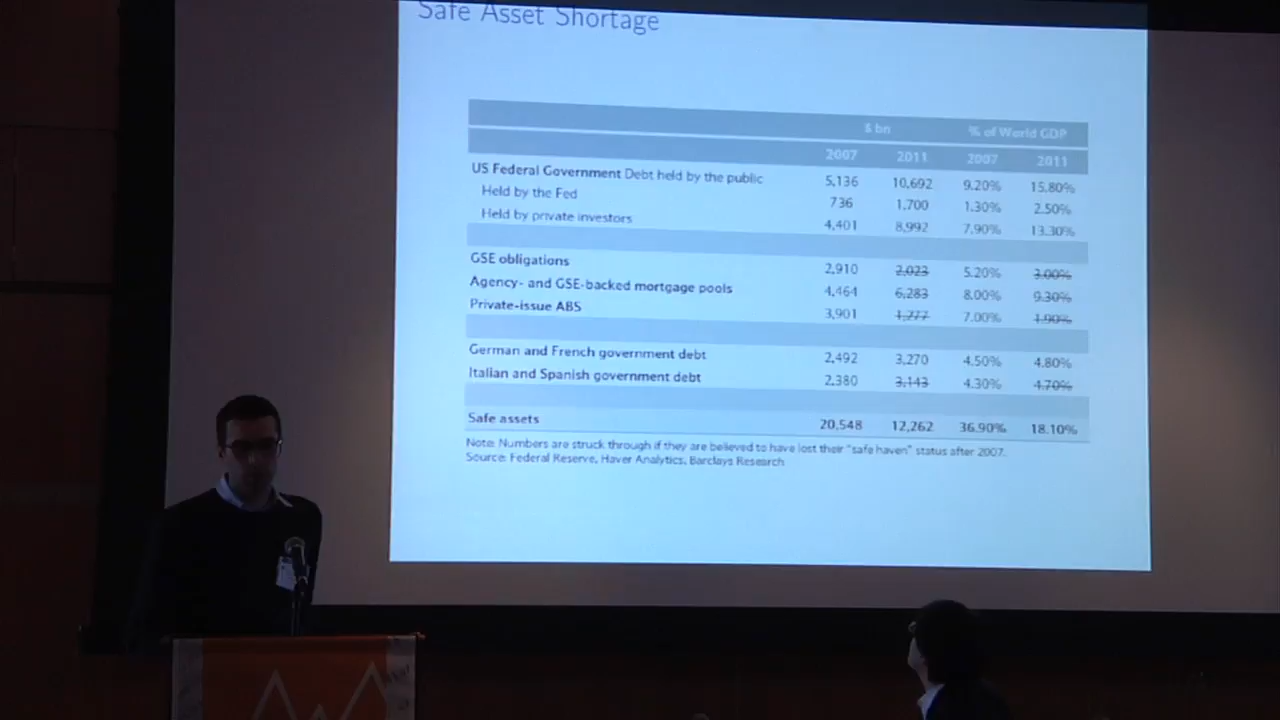 Safe Asset Shortage
$ bn % of World GDP
2007 2011 2007 2011
US Federal Government Debt held by the public 5,136 10,692 9.20% 15.80%
Held by the Fed 736 1,700 1.30% 2.50%
Held by private investors 4,401 8,992 7.90% 13.30%
GSE obligations 2,910 2,023 5.20% 3.00%
Agency- and GSE-backed mortgage pools 4,464 6,283 8.00% 9.30%
Private-issue ABS 3,901 1,277 7.00% 1.90%
German and French government debt 2,492 3,270 4.50% 4.80%
Italian and Spanish government debt 2,380 3,143 4.30% 4.70%
Safe assets 20,548 12,262 36.90% 18.10%
Note: Numbers are struck through if they are believed to have lost their "safe haven" status after 2007.
Source: Federal Reserve, Haver Analytics, Barclays Research